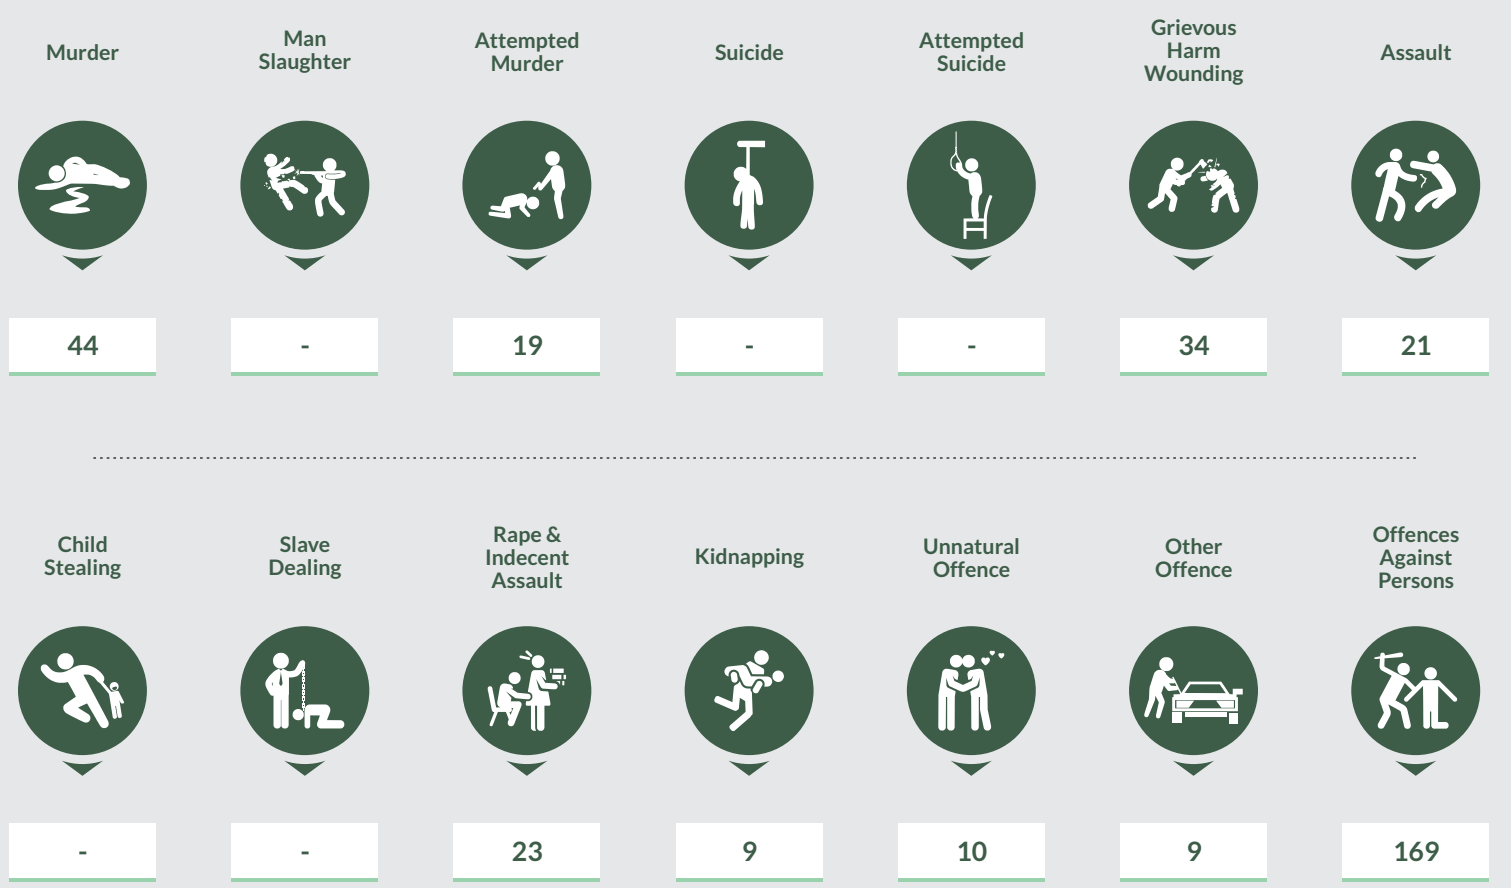 Murder
Man
Slaughter
Attempted
Murder
Suicide
Attempted
Suicide
Grievous
Harm
Wounding
Assault
44
-
19
-
-
34
21
Child
Stealing
Slave
Dealing
Rape &
Indecent
Assault
Kidnapping
Unnatural
Offence
Other
Offence
Offences
Against
Persons
-
-
23
9
10
9
169